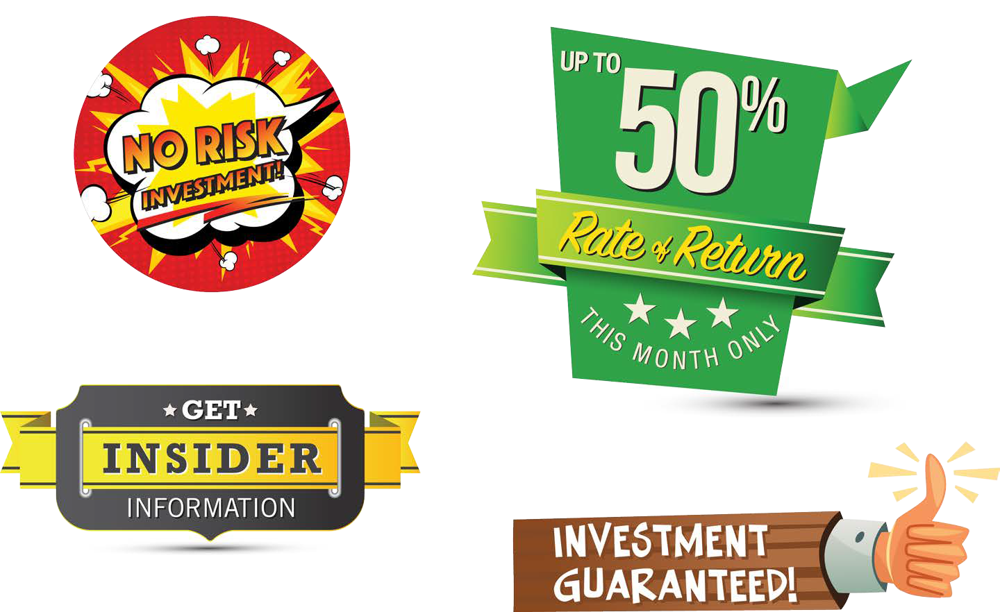 NO RISK
INVESTMENT!
UP TO
50%
Rate of Return
THIS MONTH ONLY
GET
INSIDER
INFORMATION
INVESTMENT
GUARANTEED!